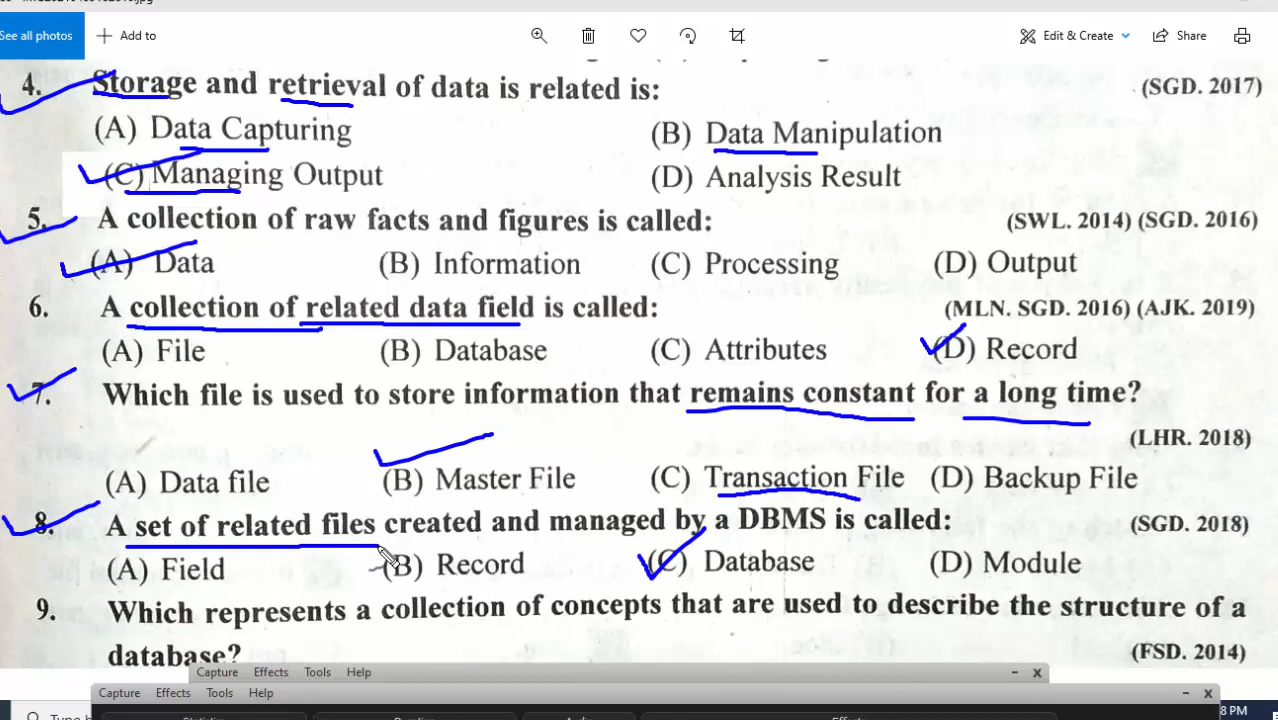 See all photos + Add to Edit & Create Share
4. Storage and retrieval of data is related is: (SGD. 2017)
(A) Data Capturing (B) Data Manipulation
(C) Managing Output (D) Analysis Result
5. A collection of raw facts and figures is called: (SWL. 2014) (SGD. 2016)
(A) Data (B) Information (C) Processing (D) Output
6. A collection of related data field is called: (MLN. SGD. 2016) (AJK. 2019)
(A) File (B) Database (C) Attributes (D) Record
7. Which file is used to store information that remains constant for a long time?
(LHR. 2018)
(A) Data file (B) Master File (C) Transaction File (D) Backup File
8. A set of related files created and managed by a DBMS is called: (SGD. 2018)
(A) Field (B) Record (C) Database (D) Module
9. Which represents a collection of concepts that are used to describe the structure of a
database? (FSD. 2014)
Capture Effects Tools Help
Capture Effects Tools Help
8 PM